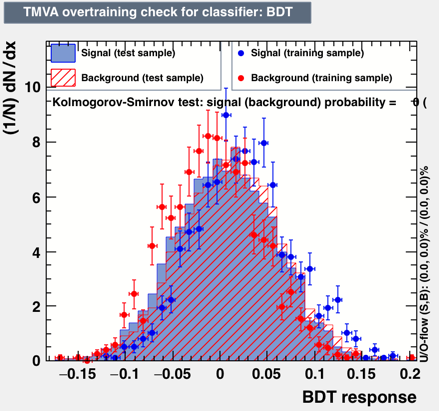 TMVA overtraining check for classifier: BDT
Signal (test sample)
Background (test sample)
Signal (training sample)
Background (training sample)
Kolmogorov-Smirnov test: signal (background) probability = 0 (
(1/N) dN / dx
10
8
6
4
2
0
−0.15 −0.1 −0.05 0 0.05 0.1 0.15 0.2
BDT response
U/O-flow (S,B): (0.0, 0.0)% / (0.0, 0.0)%